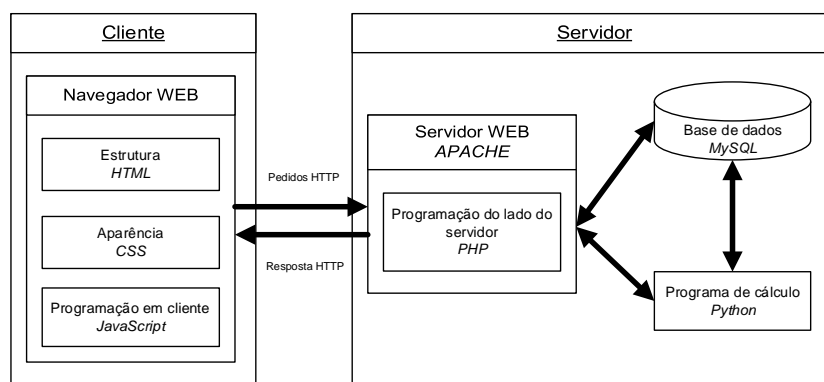 Cliente
Navegador WEB
Estrutura
HTML
Aparência
CSS
Programação em cliente
JavaScript
Pedidos HTTP
Resposta HTTP
Servidor
Servidor WEB
APACHE
Programação do lado do
servidor
PHP
Base de dados
MySQL
Programa de cálculo
Python